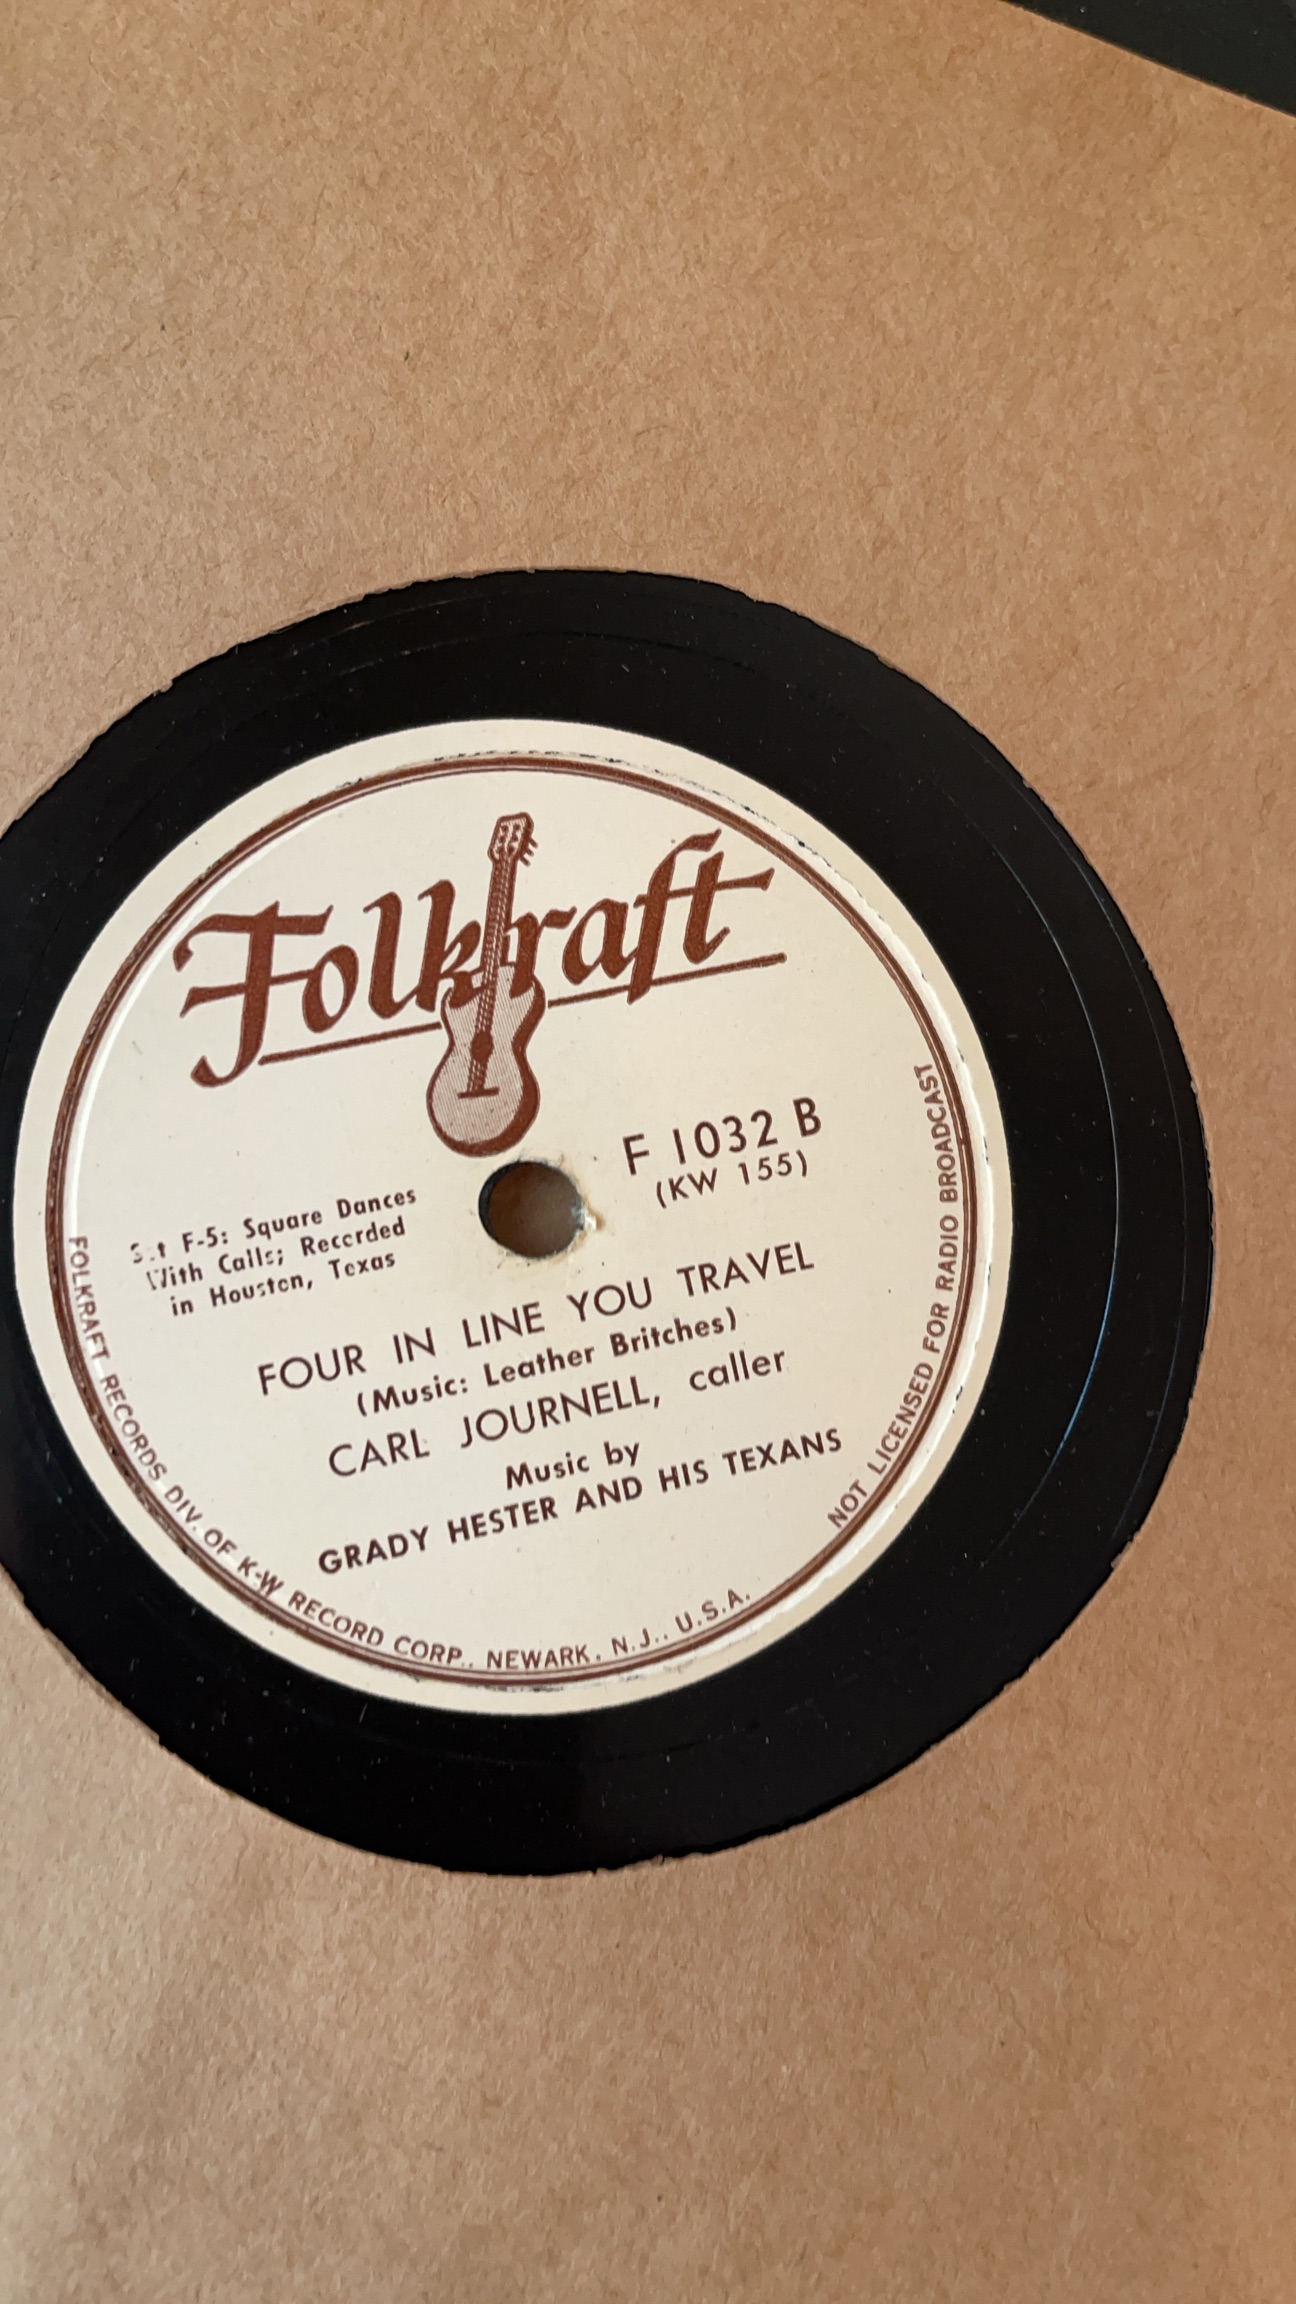 Folkraft
F 1032 B
(KW 155)
Set F-5: Square Dances
With Calls; Recorded
in Houston, Texas
FOUR IN LINE YOU TRAVEL
(Music: Leather Britches)
CARL JOURNELL, caller
Music by
GRADY HESTER AND HIS TEXANS
FOLKRAFT RECORDS DIV. OF K-W RECORD CORP., NEWARK, N.J., U.S.A.
NOT LICENSED FOR RADIO BROADCAST